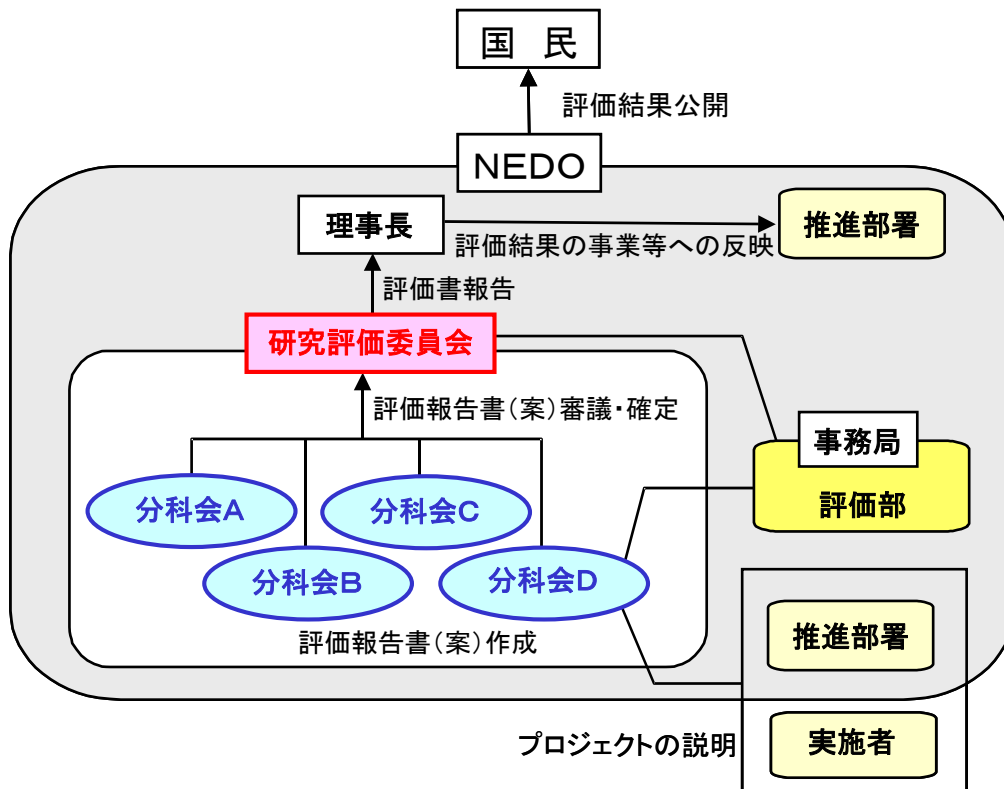 国 民
評価結果公開
NEDO
理事長
推進部署
評価結果の事業等への反映
評価書報告
研究評価委員会
評価報告書(案)審議・確定
事務局
評価部
分科会A
分科会C
分科会B
分科会D
評価報告書(案)作成
推進部署
プロジェクトの説明
実施者